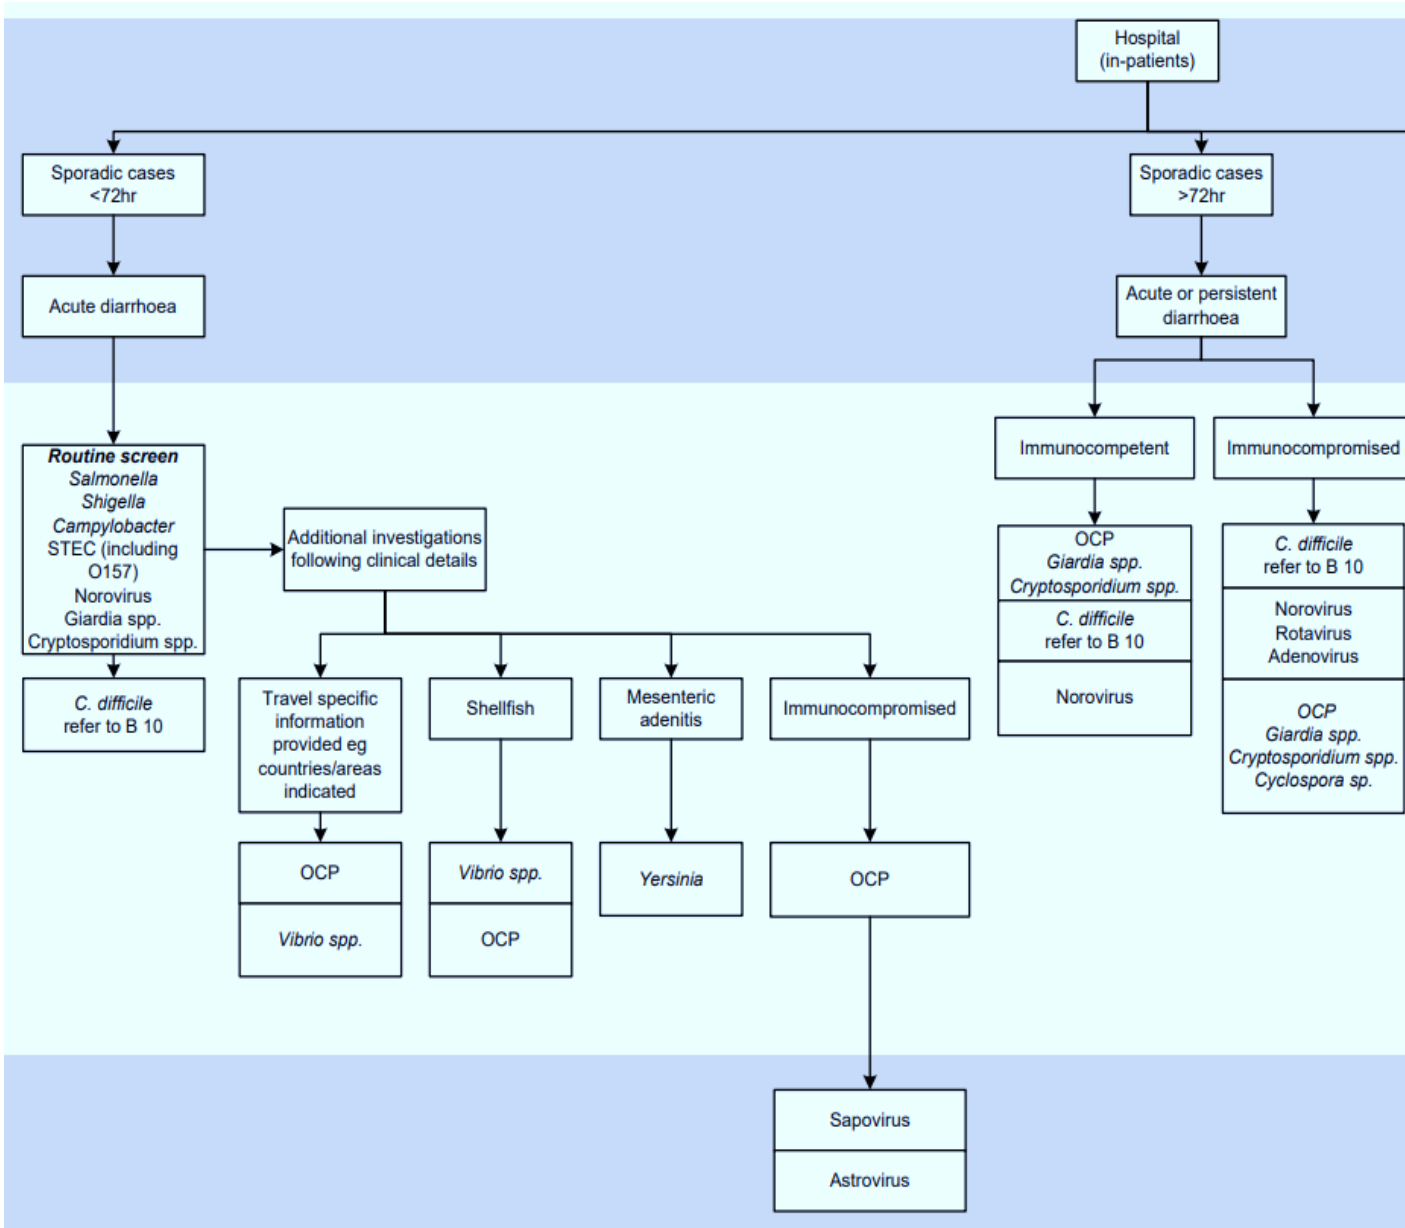 Hospital
(in-patients)
Sporadic cases
<72hr
Sporadic cases
>72hr
Acute diarrhoea
Acute or persistent
diarrhoea
Routine screen
Salmonella
Shigella
Campylobacter
STEC (including
O157)
Norovirus
Giardia spp.
Cryptosporidium spp.
C. difficile
refer to B 10
Additional investigations
following clinical details
Travel specific
information
provided eg
countries/areas
indicated
OCP
Vibrio spp.
Shellfish
Vibrio spp.
OCP
Mesenteric
adenitis
Yersinia
Immunocompromised
OCP
Sapovirus
Astrovirus
Immunocompetent
OCP
Giardia spp.
Cryptosporidium spp.
C. difficile
refer to B 10
Norovirus
Immunocompromised
C. difficile
refer to B 10
Norovirus
Rotavirus
Adenovirus
OCP
Giardia spp.
Cryptosporidium spp.
Cyclospora sp.